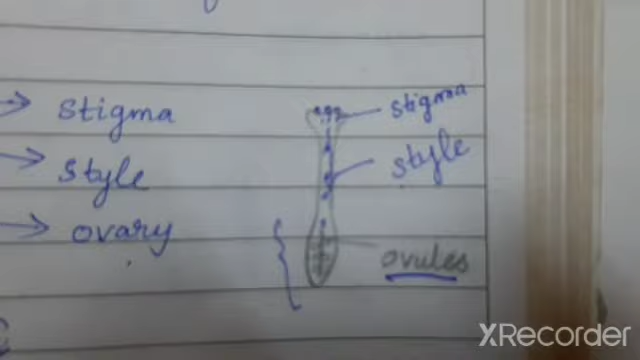 → stigma
→ style
→ ovary
stigma
style
ovules
XRecorder